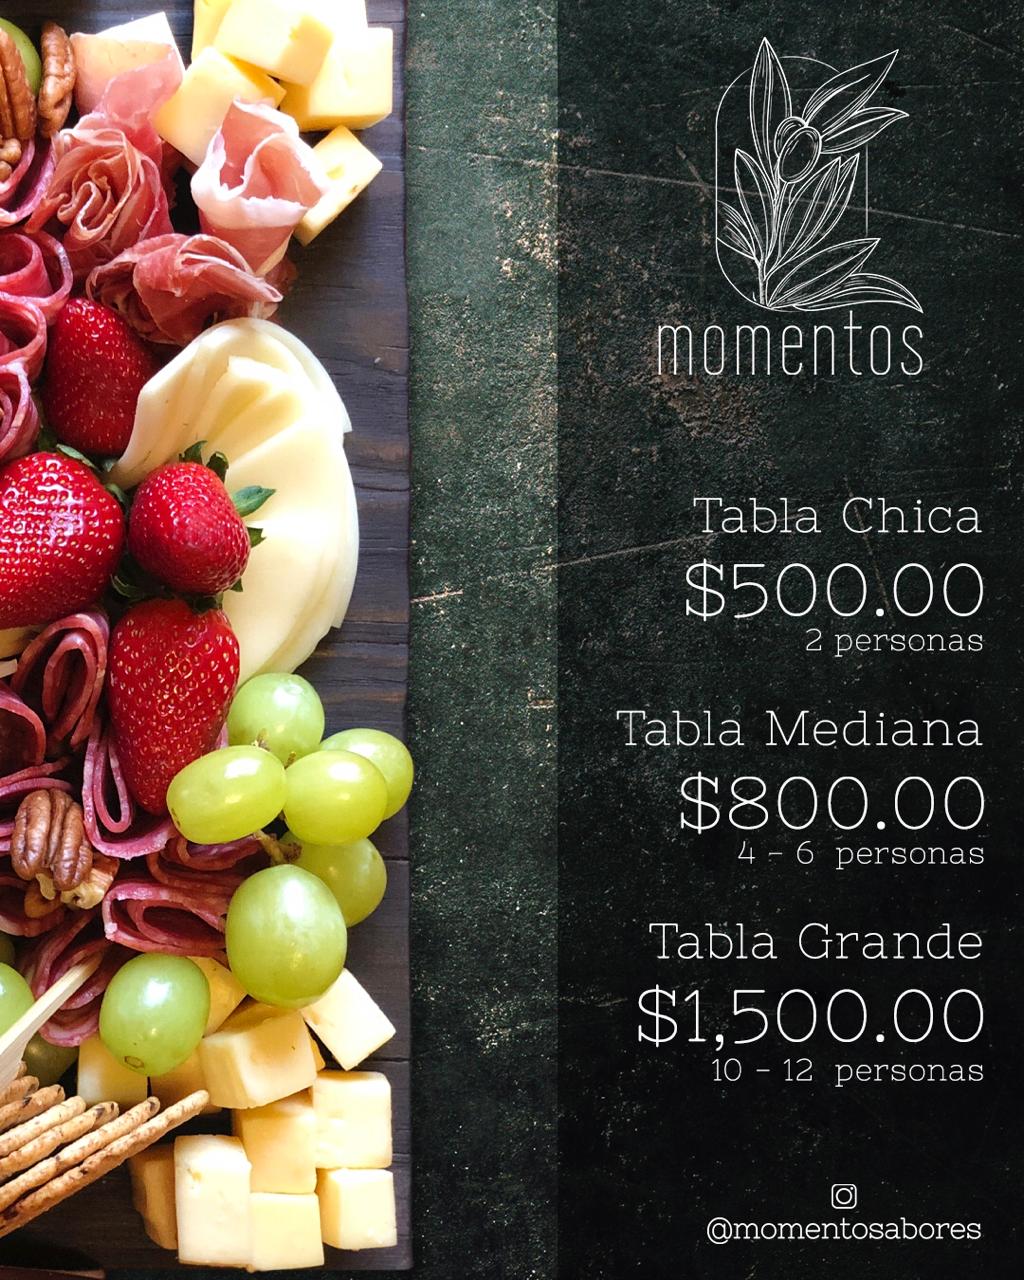 momentos
Tabla Chica
$500.00
2 personas
Tabla Mediana
$800.00
4 - 6 personas
Tabla Grande
$1,500.00
10 - 12 personas
@momentosabores